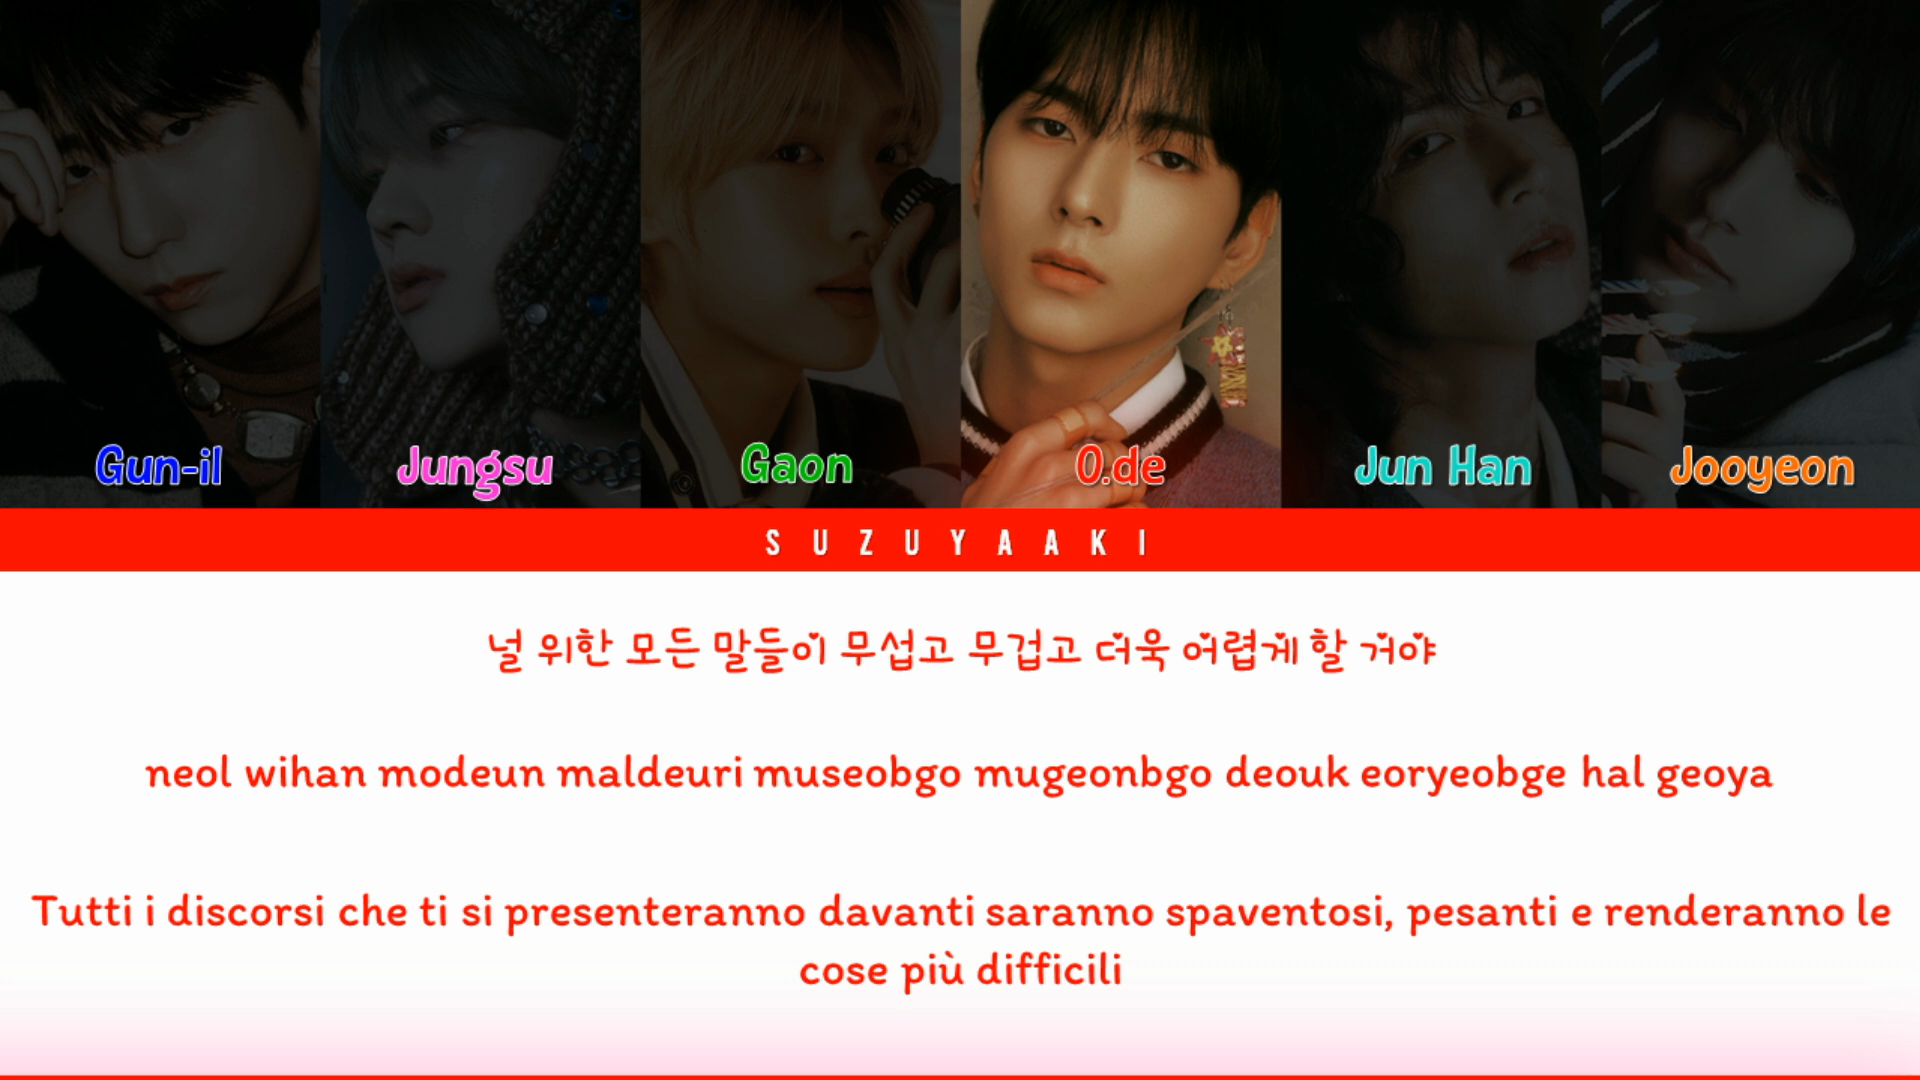 Gun-il
Jungsu
Gaon
O.de
Jun Han
Jooyeon
SUZUYAAKI
널 위한 모든 말들이 무섭고 무겁고 더욱 어렵게 할 거야
neol wihan modeun maldeuri museobgo mugeonbgo deouk eoryeobge hal geoya
Tutti i discorsi che ti si presenteranno davanti saranno spaventosi, pesanti e renderanno le
cose più difficili